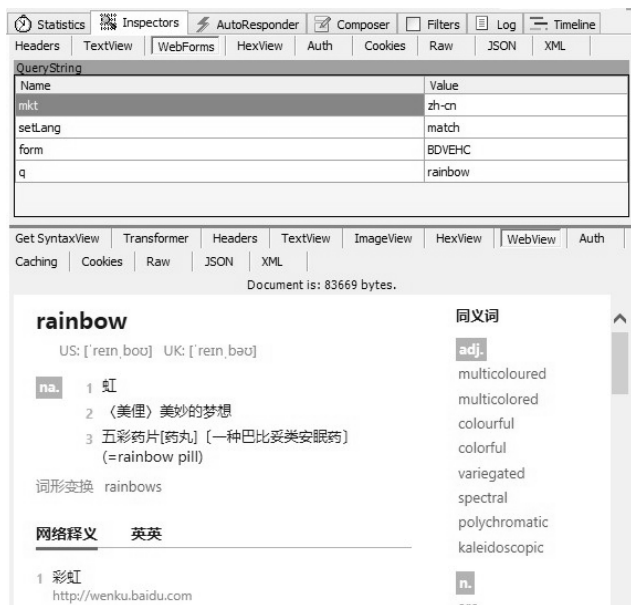 Statistics Inspectors AutoResponder Composer Filters Log Timeline
Headers TextView WebForms HexView Auth Cookies Raw JSON XML
QueryString
Name Value
mkt zh-cn
setLang match
form BDVEHC
q rainbow
Get SyntaxView Transformer Headers TextView ImageView HexView WebView Auth
Caching Cookies Raw JSON XML
Document is: 83669 bytes.
rainbow
US: [ˈreɪnˌboʊ] UK: [ˈreɪnˌbəʊ]
na. 1 虹
2 〈美俚〉美妙的梦想
3 五彩药片[药丸]〔一种巴比妥类安眠药〕
(=rainbow pill)
词形变换 rainbows
网络释义 英英
1 彩虹
http://wenku.baidu.com
同义词
adj.
multicoloured
multicolored
colourful
colorful
variegated
spectral
polychromatic
kaleidoscopic
n.